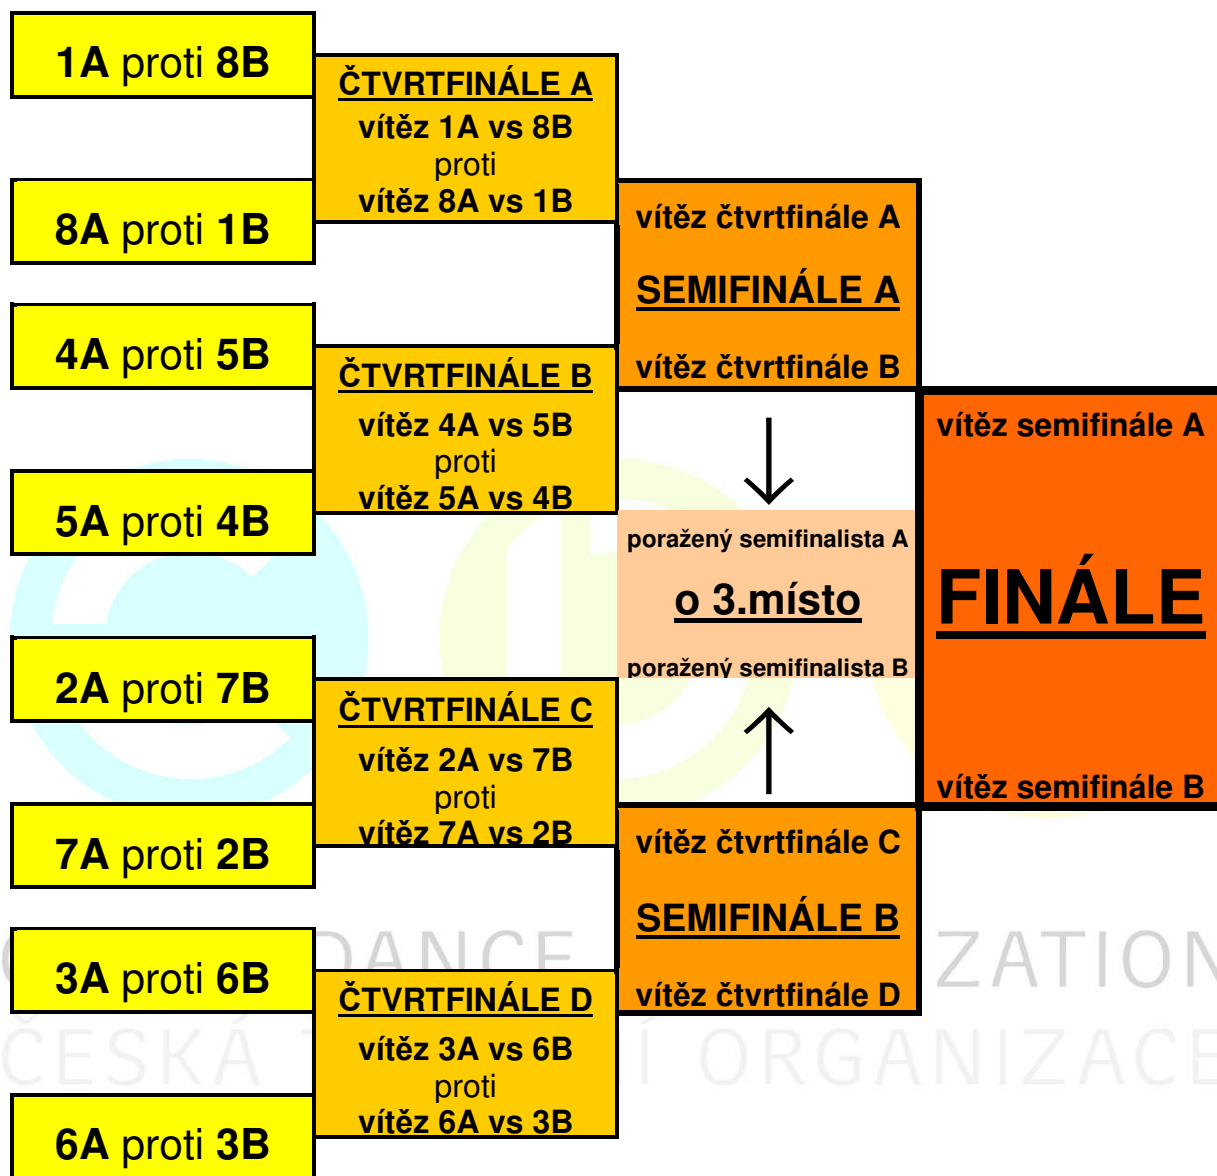 1A proti 8B
8A proti 1B
4A proti 5B
5A proti 4B
2A proti 7B
7A proti 2B
3A proti 6B
6A proti 3B
ČTVRTFINÁLE A
vítěz 1A vs 8B
proti
vítěz 8A vs 1B
ČTVRTFINÁLE B
vítěz 4A vs 5B
proti
vítěz 5A vs 4B
ČTVRTFINÁLE C
vítěz 2A vs 7B
proti
vítěz 7A vs 2B
ČTVRTFINÁLE D
vítěz 3A vs 6B
proti
vítěz 6A vs 3B
vítěz čtvrtfinále A
SEMIFINÁLE A
vítěz čtvrtfinále B
poražený semifinalista A
o 3.místo
poražený semifinalista B
vítěz čtvrtfinále C
SEMIFINÁLE B
vítěz čtvrtfinále D
vítěz semifinále A
FINÁLE
vítěz semifinále B
DANCE
ČESKÁ ORGANIZACE